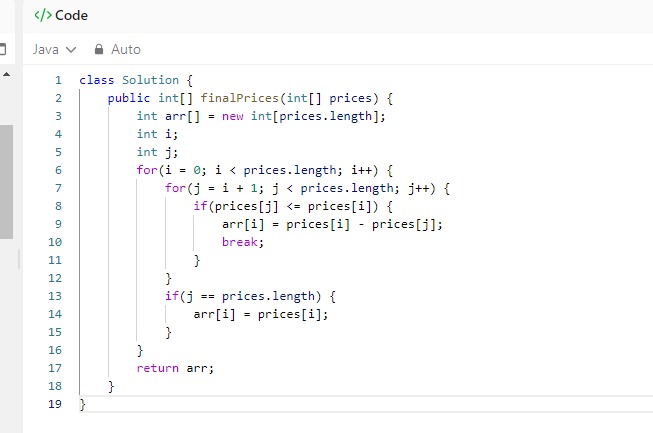 </> Code
Java Auto
1 class Solution {
2     public int[] finalPrices(int[] prices) {
3         int arr[] = new int[prices.length];
4         int i;
5         int j;
6         for(i = 0; i < prices.length; i++) {
7             for(j = i + 1; j < prices.length; j++) {
8                 if(prices[j] <= prices[i]) {
9                     arr[i] = prices[i] - prices[j];
10                     break;
11                 }
12             }
13             if(j == prices.length) {
14                 arr[i] = prices[i];
15             }
16         }
17         return arr;
18     }
19 }